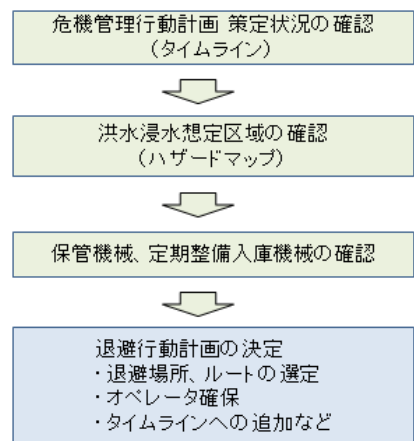 危機管理行動計画 策定状況の確認
(タイムライン)
洪水浸水想定区域の確認
(ハザードマップ)
保管機械、定期整備入庫機械の確認
退避行動計画の決定
・退避場所、ルートの選定
・オペレータ確保
・タイムラインへの追加など